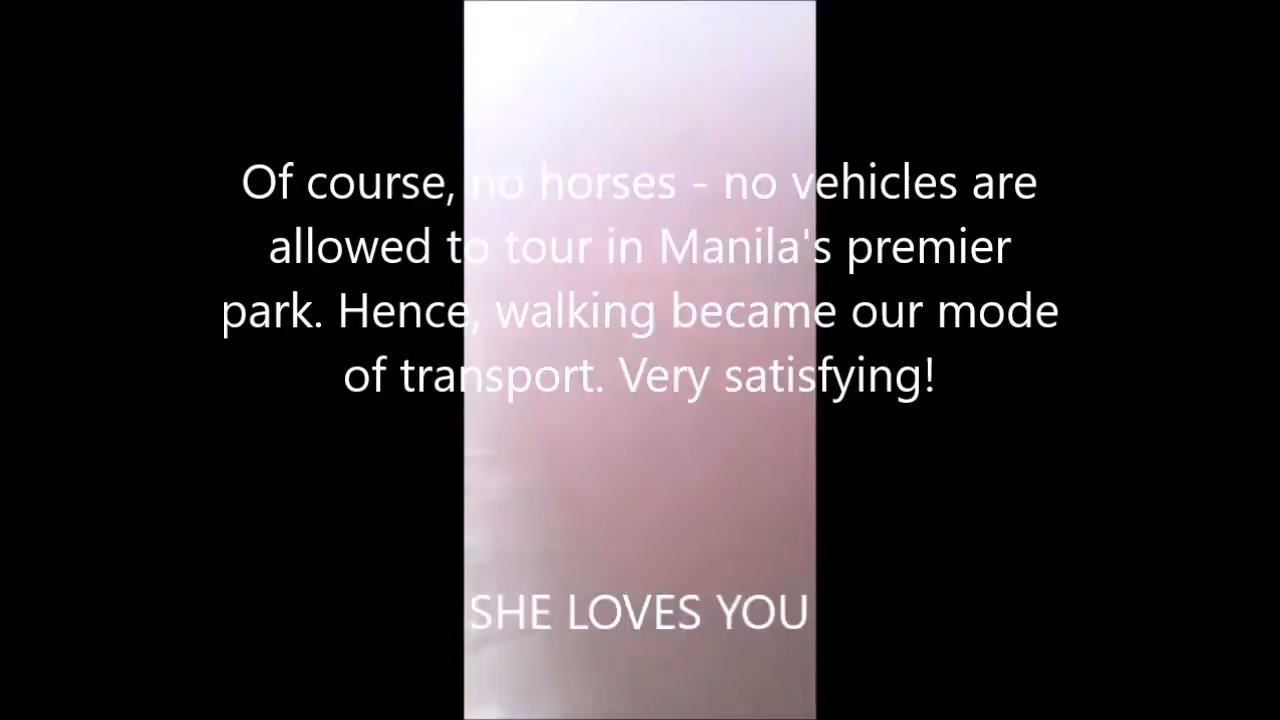 Of course, no horses - no vehicles are
allowed to tour in Manila's premier
park. Hence, walking became our mode
of transport. Very satisfying!
SHE LOVES YOU